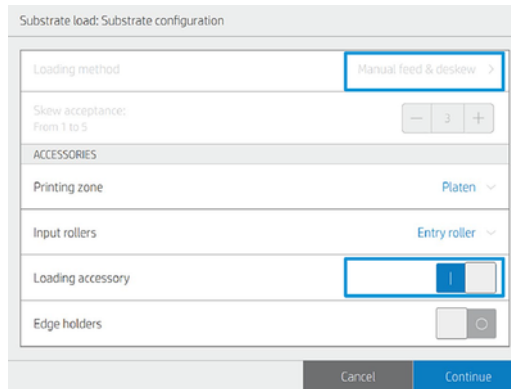 Substrate load: Substrate configuration
Loading method Manual feed & deskew >
Skew acceptance:
From 1 to 5 — 3 +
ACCESSORIES
Printing zone Platen
Input rollers Entry roller
Loading accessory
Edge holders
Cancel Continue